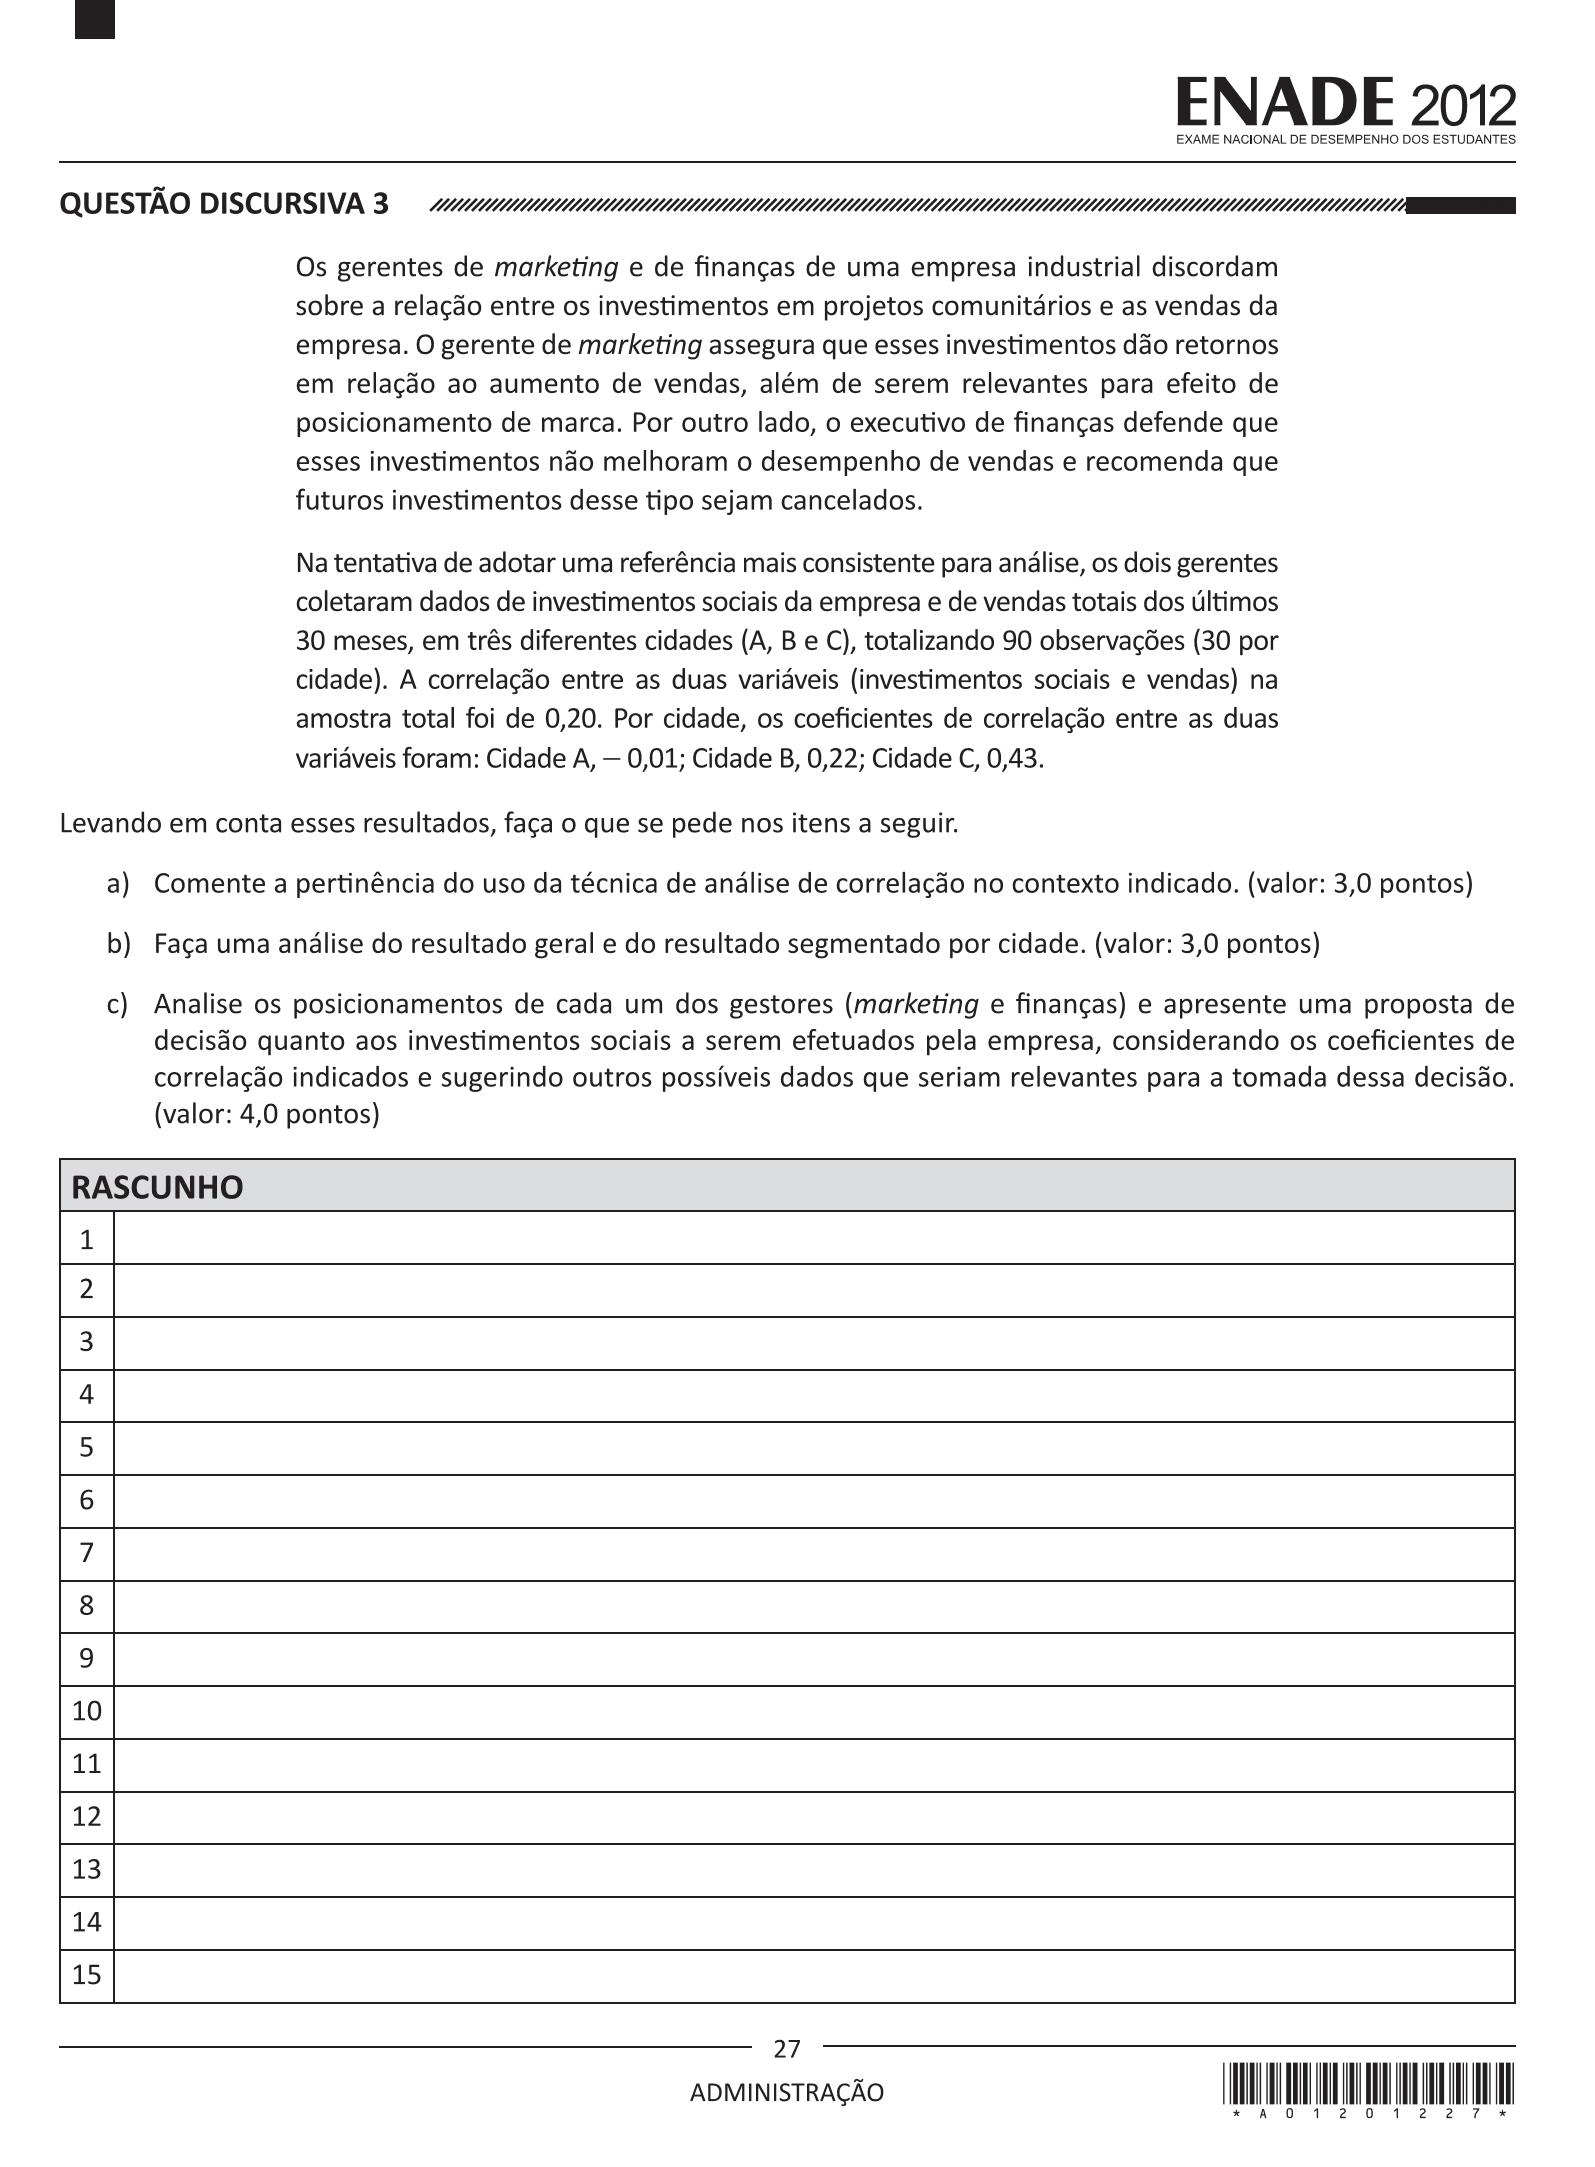 ENADE 2012
EXAME NACIONAL DE DESEMPENHO DOS ESTUDANTES
QUESTÃO DISCURSIVA 3
Os gerentes de marketing e de finanças de uma empresa industrial discordam
sobre a relação entre os investimentos em projetos comunitários e as vendas da
empresa. O gerente de marketing assegura que esses investimentos dão retornos
em relação ao aumento de vendas, além de serem relevantes para efeito de
posicionamento de marca. Por outro lado, o executivo de finanças defende que
esses investimentos não melhoram o desempenho de vendas e recomenda que
futuros investimentos desse tipo sejam cancelados.
Na tentativa de adotar uma referência mais consistente para análise, os dois gerentes
coletaram dados de investimentos sociais da empresa e de vendas totais dos últimos
30 meses, em três diferentes cidades (A, B e C), totalizando 90 observações (30 por
cidade). A correlação entre as duas variáveis (investimentos sociais e vendas) na
amostra total foi de 0,20. Por cidade, os coeficientes de correlação entre as duas
variáveis foram: Cidade A, – 0,01; Cidade B, 0,22; Cidade C, 0,43.
Levando em conta esses resultados, faça o que se pede nos itens a seguir.
a) Comente a pertinência do uso da técnica de análise de correlação no contexto indicado. (valor: 3,0 pontos)
b) Faça uma análise do resultado geral e do resultado segmentado por cidade. (valor: 3,0 pontos)
c) Analise os posicionamentos de cada um dos gestores (marketing e finanças) e apresente uma proposta de
decisão quanto aos investimentos sociais a serem efetuados pela empresa, considerando os coeficientes de
correlação indicados e sugerindo outros possíveis dados que seriam relevantes para a tomada dessa decisão.
(valor: 4,0 pontos)
RASCUNHO
1
2
3
4
5
6
7
8
9
10
11
12
13
14
15
27
ADMINISTRAÇÃO
* A 0 1 2 0 1 2 2 7 *